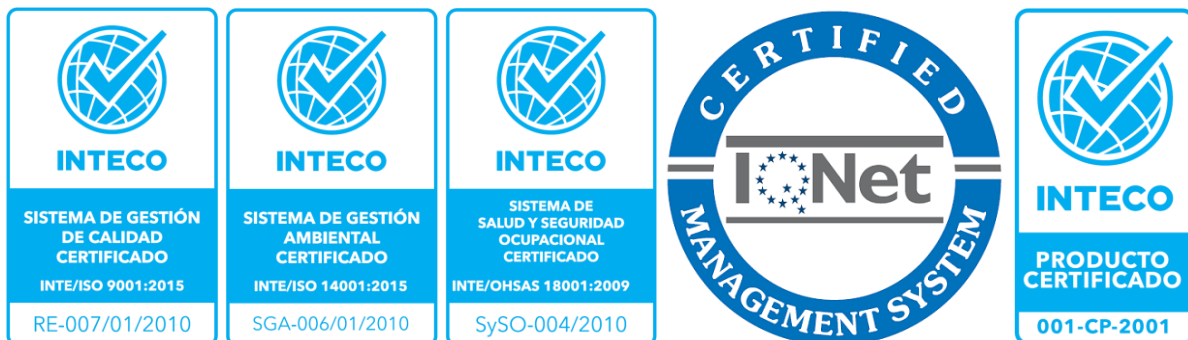 INTECO
SISTEMA DE GESTIÓN
DE CALIDAD
CERTIFICADO
INTE/ISO 9001:2015
RE-007/01/2010
INTECO
SISTEMA DE GESTIÓN
AMBIENTAL
CERTIFICADO
INTE/ISO 14001:2015
SGA-006/01/2010
INTECO
SISTEMA DE
SALUD Y SEGURIDAD
OCUPACIONAL
CERTIFICADO
INTE/OHSAS 18001:2009
SySO-004/2010
CERTIFIED
IQNet
MANAGEMENT SYSTEM
INTECO
PRODUCTO
CERTIFICADO
001-CP-2001